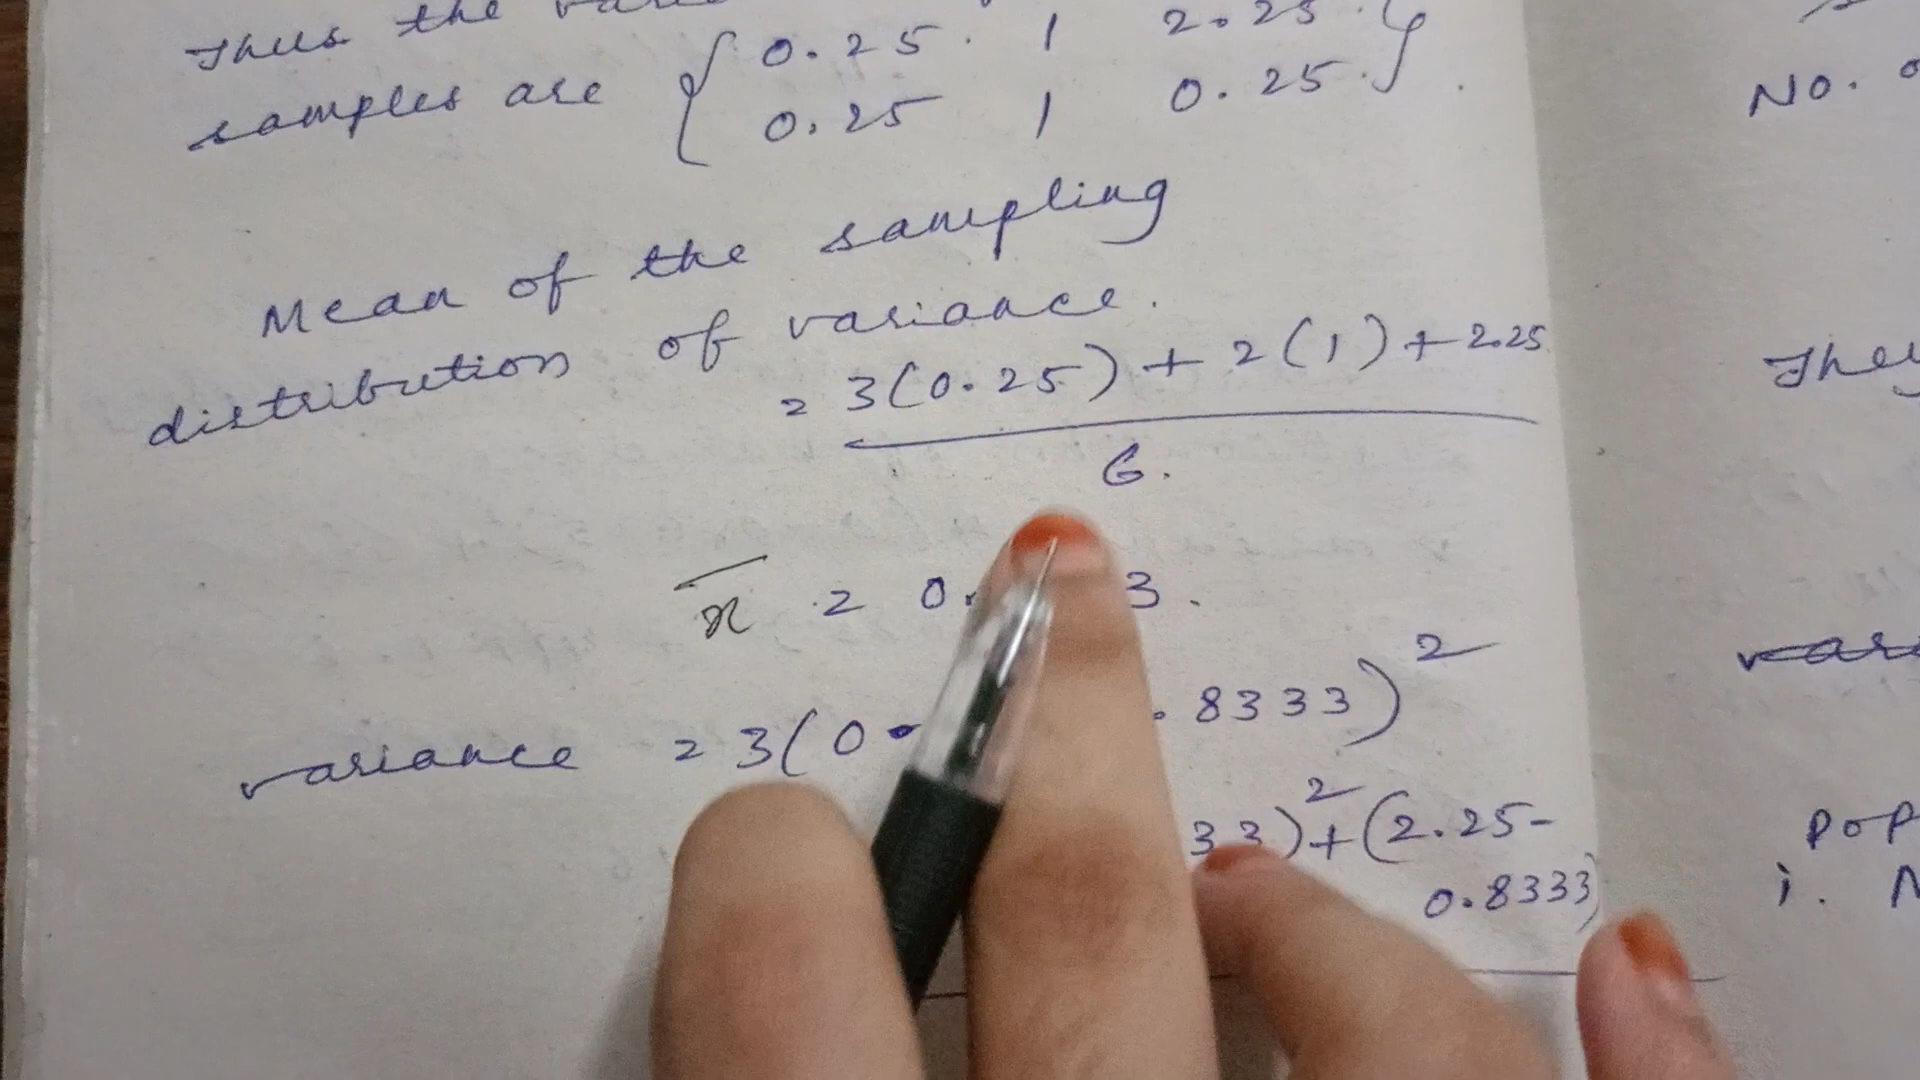 Thus the
samples are { 0.25 1 2.25
0.25 1 0.25 }.
Mean of the sampling
distribution of variance.
= 3(0.25) + 2(1) + 2.25
6.
x̄ = 0. 3.
variance = 3(0. .8333)²
33)² + (2.25-
0.8333)
No.
They
pop
i. N